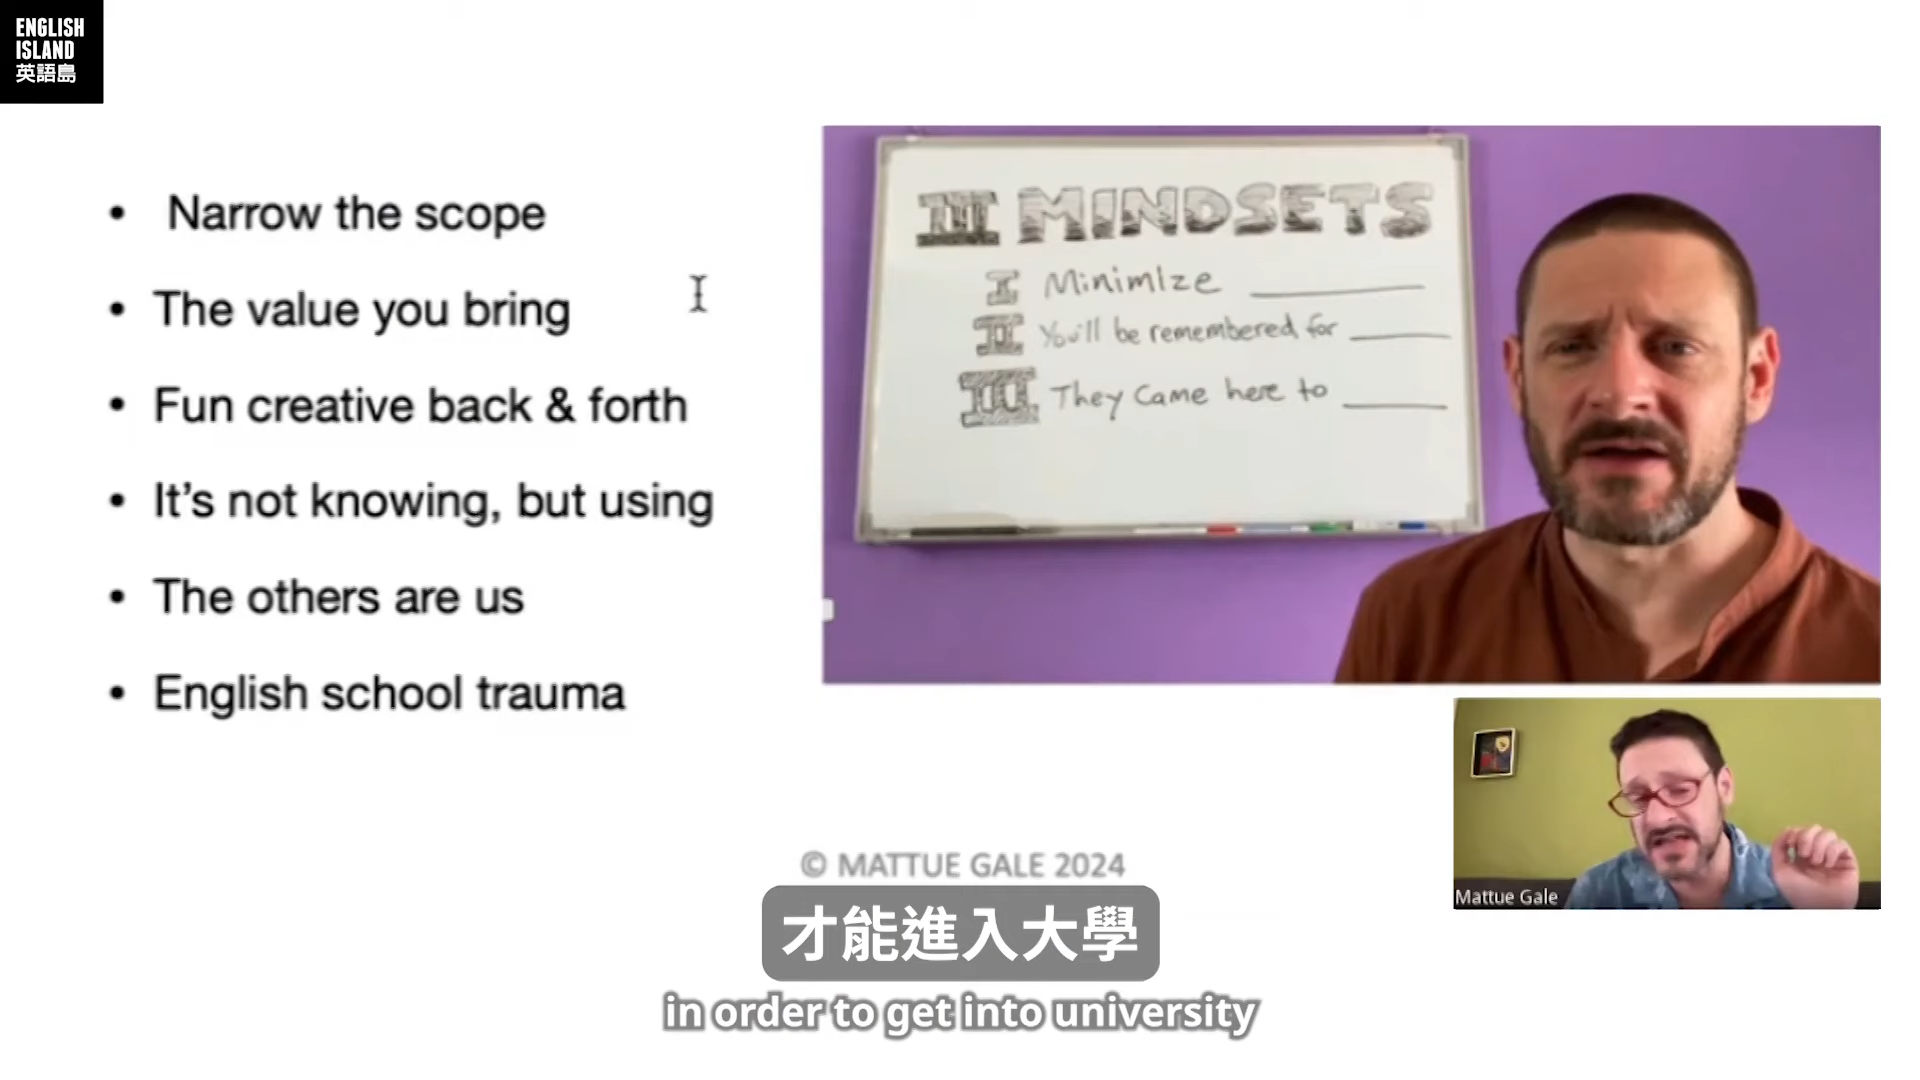 ENGLISH
ISLAND
英語島
• Narrow the scope
• The value you bring
• Fun creative back & forth
• It’s not knowing, but using
• The others are us
• English school trauma
III MINDSETS
I MinimIze ________
II You'll be remembered for ________
III They came here to ________
Mattue Gale
© MATTUE GALE 2024
才能進入大學
in order to get into university